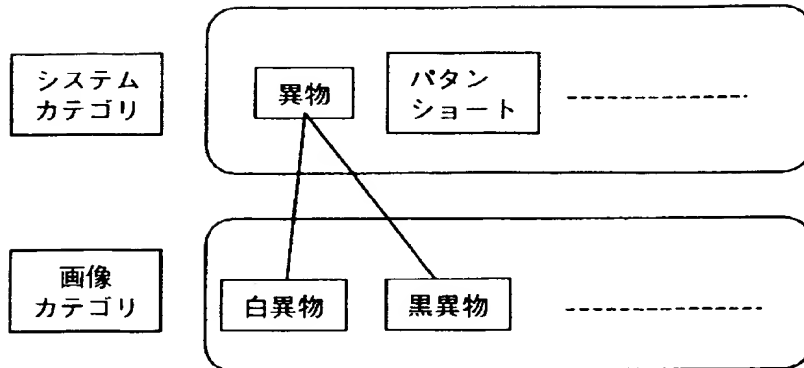 システム
カテゴリ
異物
パタン
ショート
画像
カテゴリ
白異物
黒異物